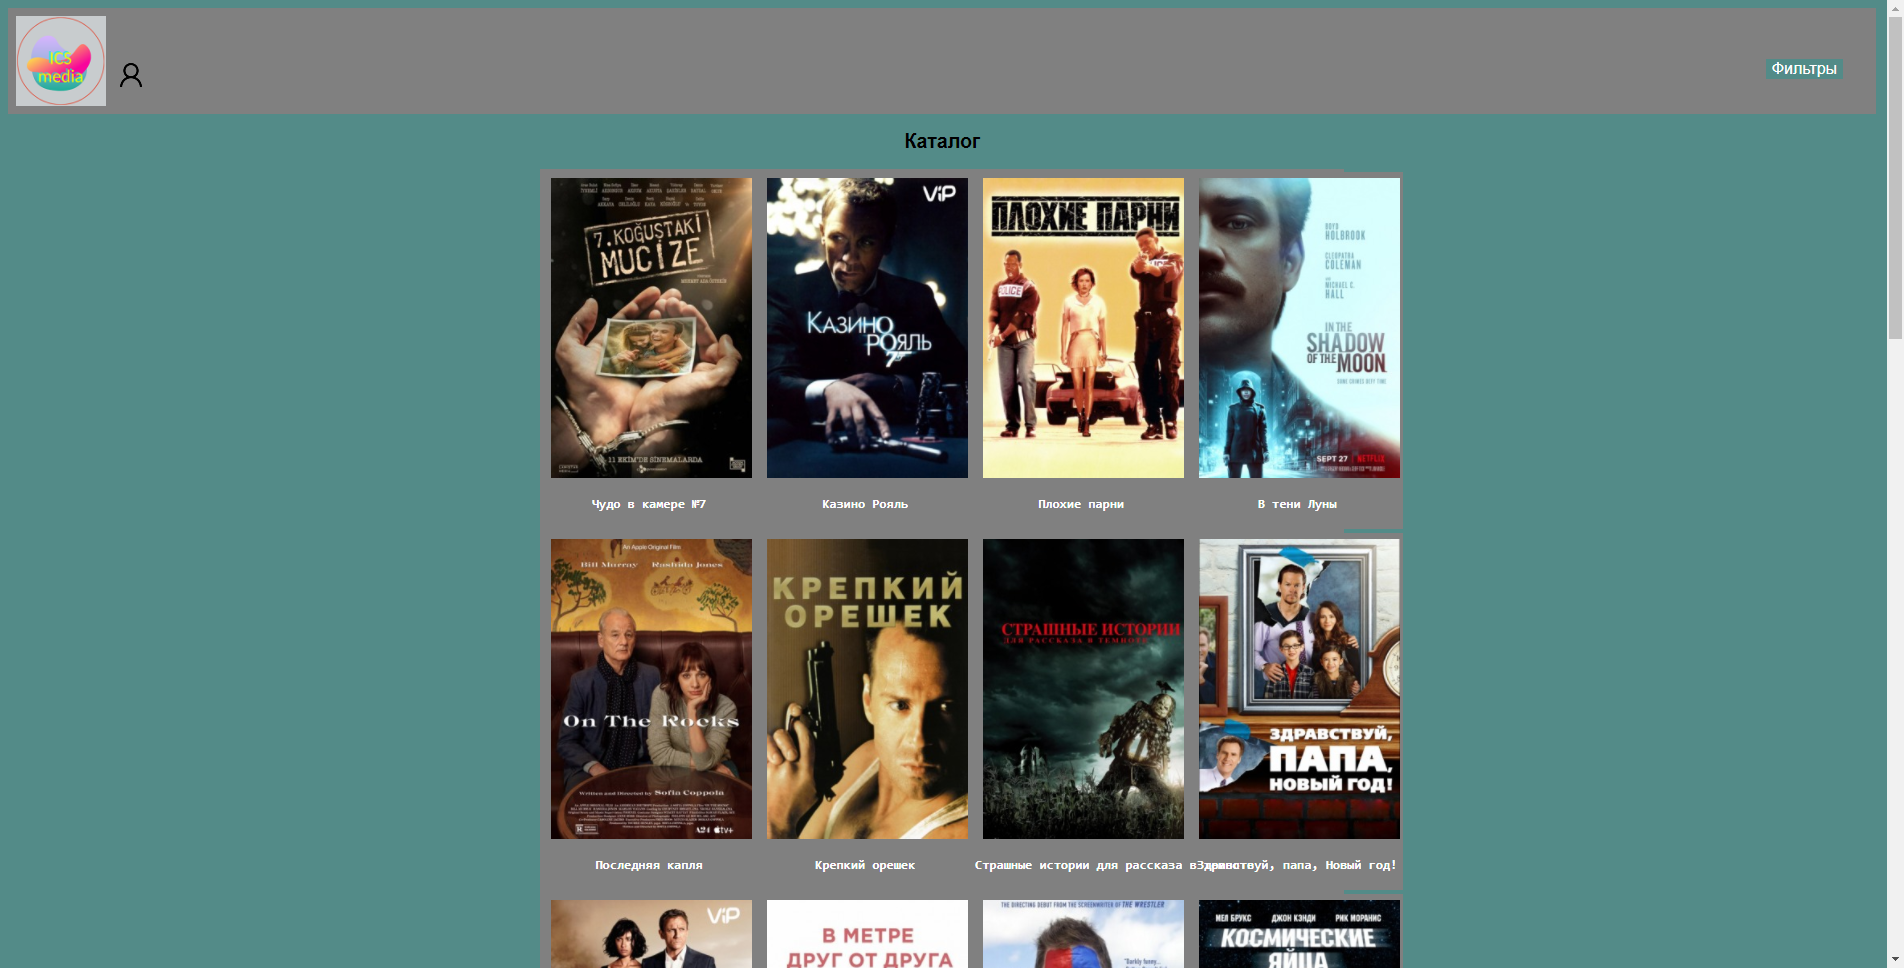 ICS
media
Фильтры
Каталог
7. KOĞUŞTAKİ
MUCİZE
11 EKİM'DE SİNEMALARDA
ViP
КАЗИНО
РОЯЛЬ
ПЛОХИЕ ПАРНИ
POLICE
BOYD
HOLBROOK
CLEOPATRA
COLEMAN
MICHAEL C.
HALL
IN THE
SHADOW
OF THE MOON
SEPT 27
NETFLIX
Чудо в камере №7
Казино Рояль
Плохие парни
В тени Луны
An Apple Original Film
Bill Murray Rashida Jones
On The Rocks
Written and Directed by Sofia Coppola
A24 tv+
КРЕПКИЙ
ОРЕШЕК
СТРАШНЫЕ ИСТОРИИ
ДЛЯ РАССКАЗА В ТЕМНОТЕ
ЗДРАВСТВУЙ,
ПАПА,
НОВЫЙ ГОД!
Последняя капля
Крепкий орешек
Страшные истории для рассказа в
Здравствуй, папа, Новый год!
ViP
В МЕТРЕ
ДРУГ ОТ ДРУГА
THE DIRECTING DEBUT FROM THE SCREENWRITER OF THE WRESTLER
МЕЛ БРУКС ДЖОН КЭНДИ РИК МОРАНИС
КОСМИЧЕСКИЕ
ЯЙЦА